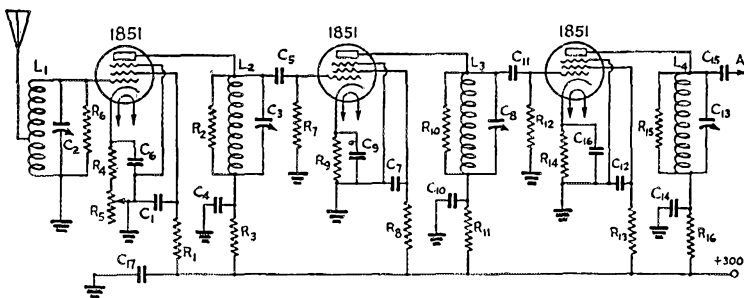 1851 1851 1851
L1 L2 C5 L3 C11 L4 C15 A
R6 C2 R2 C3 R7 R10 C8 R12 R15 C13
R4 C6 R9 C9 R14 C16
R5 C1 C4 C7 C10 C12 C14
R1 R3 R8 R11 R13 R16
C17 +300